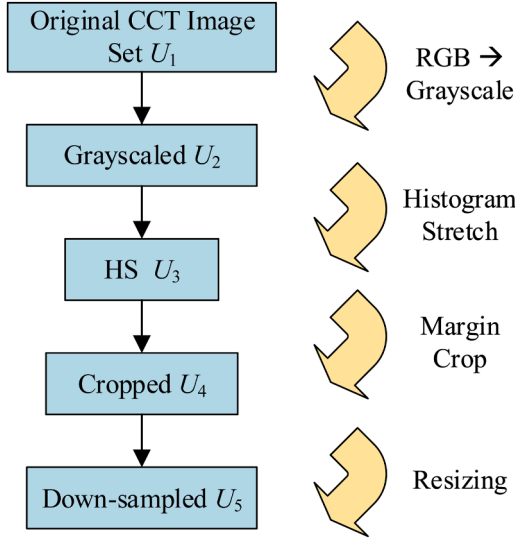 Original CCT Image
Set U1
RGB →
Grayscale
Grayscaled U2
Histogram
Stretch
HS U3
Margin
Crop
Cropped U4
Resizing
Down-sampled U5